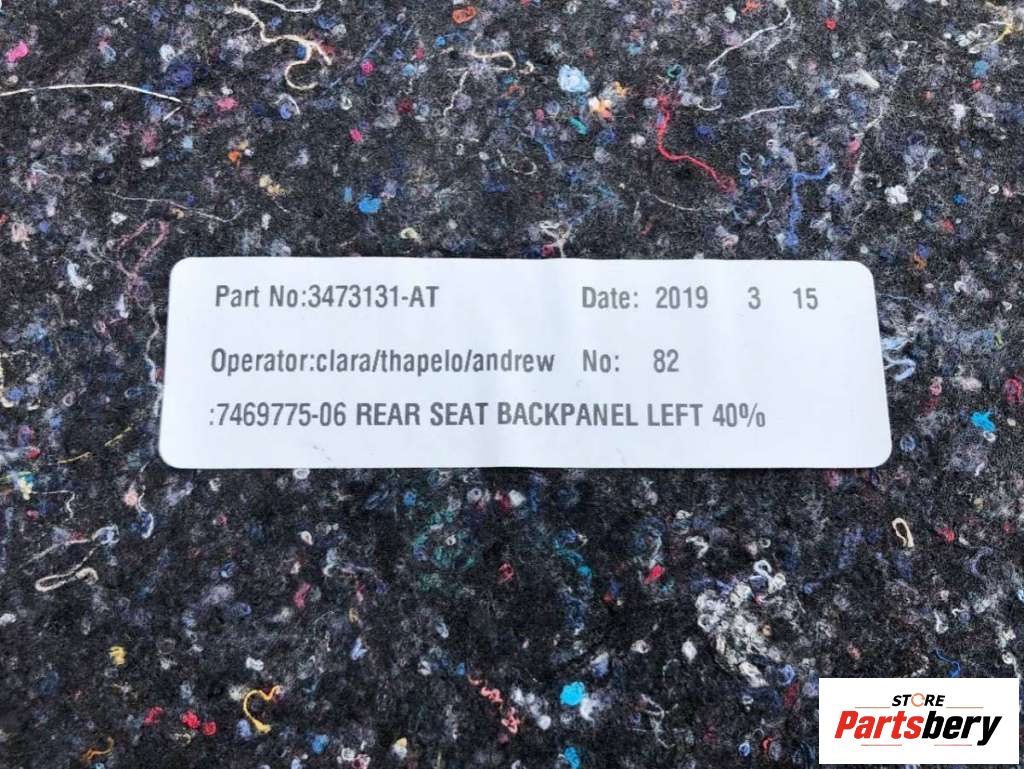 Part No:3473131-AT Date: 2019 3 15
Operator:clara/thapelo/andrew No: 82
:7469775-06 REAR SEAT BACKPANEL LEFT 40%
STORE
Partsbery